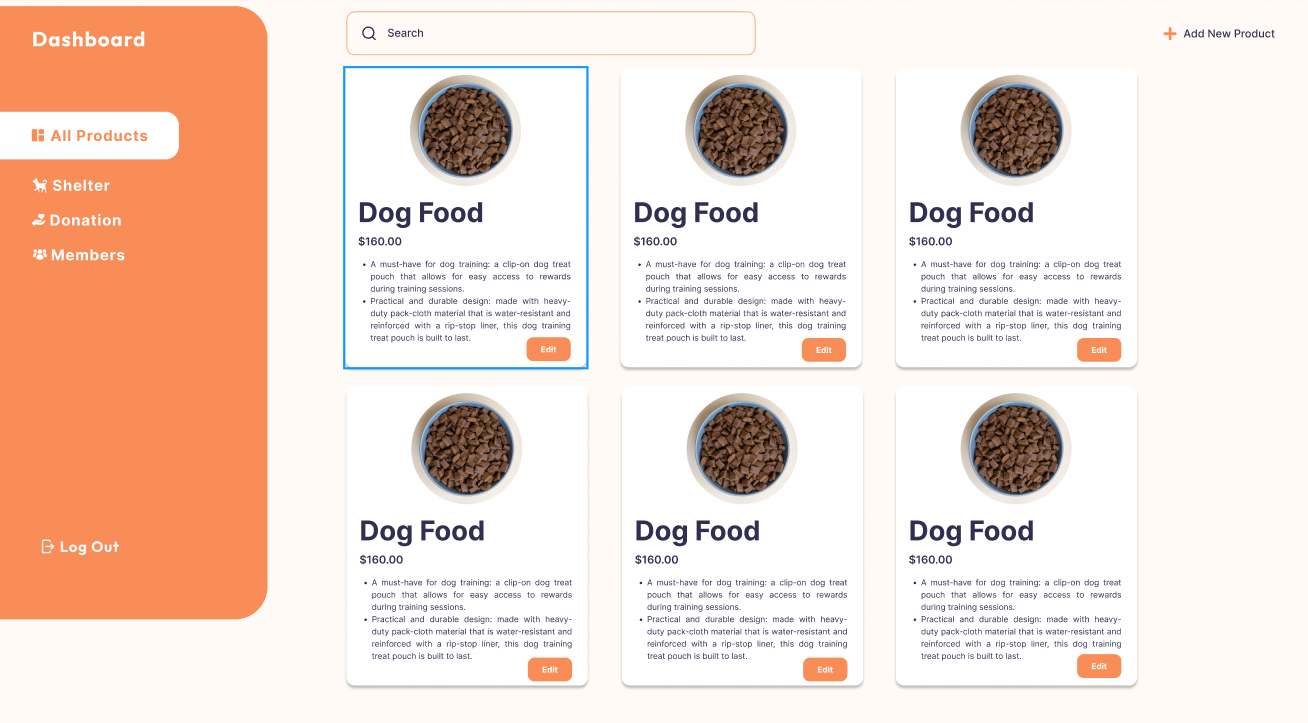 Dashboard
All Products
Shelter
Donation
Members
Log Out
Search
Add New Product
Dog Food
$160.00
• A must-have for dog training: a clip-on dog treat
pouch that allows for easy access to rewards
during training sessions.
• Practical and durable design: made with heavy-
duty pack-cloth material that is water-resistant and
reinforced with a rip-stop liner, this dog training
treat pouch is built to last.
Edit
Dog Food
$160.00
• A must-have for dog training: a clip-on dog treat
pouch that allows for easy access to rewards
during training sessions.
• Practical and durable design: made with heavy-
duty pack-cloth material that is water-resistant and
reinforced with a rip-stop liner, this dog training
treat pouch is built to last.
Edit
Dog Food
$160.00
• A must-have for dog training: a clip-on dog treat
pouch that allows for easy access to rewards
during training sessions.
• Practical and durable design: made with heavy-
duty pack-cloth material that is water-resistant and
reinforced with a rip-stop liner, this dog training
treat pouch is built to last.
Edit
Dog Food
$160.00
• A must-have for dog training: a clip-on dog treat
pouch that allows for easy access to rewards
during training sessions.
• Practical and durable design: made with heavy-
duty pack-cloth material that is water-resistant and
reinforced with a rip-stop liner, this dog training
treat pouch is built to last.
Edit
Dog Food
$160.00
• A must-have for dog training: a clip-on dog treat
pouch that allows for easy access to rewards
during training sessions.
• Practical and durable design: made with heavy-
duty pack-cloth material that is water-resistant and
reinforced with a rip-stop liner, this dog training
treat pouch is built to last.
Edit
Dog Food
$160.00
• A must-have for dog training: a clip-on dog treat
pouch that allows for easy access to rewards
during training sessions.
• Practical and durable design: made with heavy-
duty pack-cloth material that is water-resistant and
reinforced with a rip-stop liner, this dog training
treat pouch is built to last.
Edit